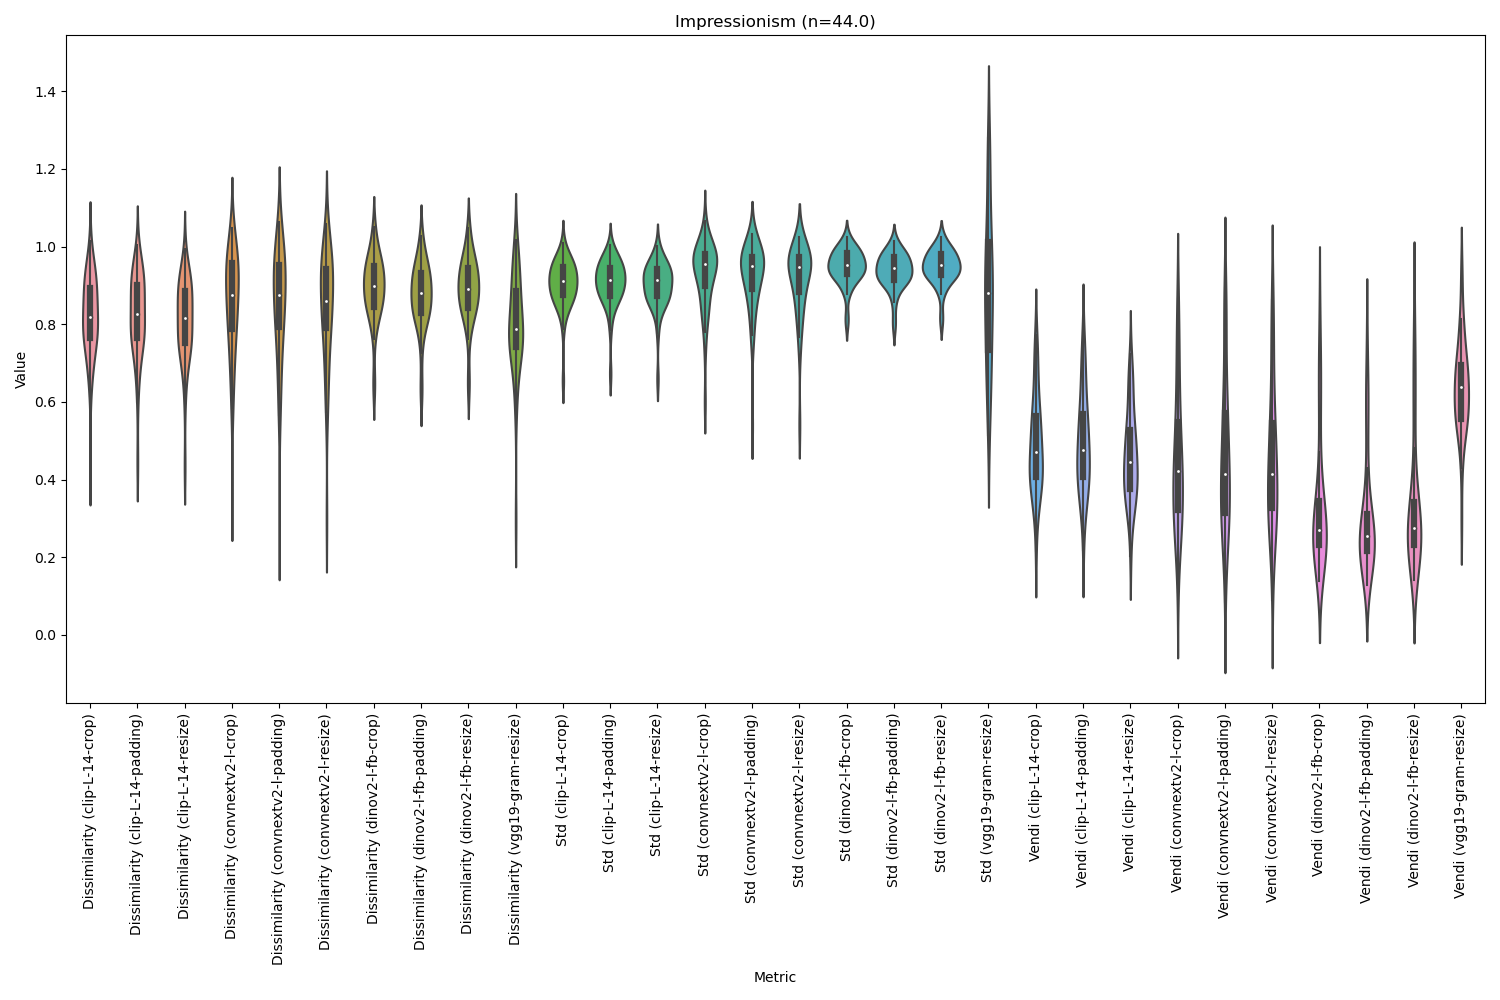 Impressionism (n=44.0)
Value
1.4
1.2
1.0
0.8
0.6
0.4
0.2
0.0
Dissimilarity (clip-L-14-crop)
Dissimilarity (clip-L-14-padding)
Dissimilarity (clip-L-14-resize)
Dissimilarity (convnextv2-l-crop)
Dissimilarity (convnextv2-l-padding)
Dissimilarity (convnextv2-l-resize)
Dissimilarity (dinov2-l-fb-crop)
Dissimilarity (dinov2-l-fb-padding)
Dissimilarity (dinov2-l-fb-resize)
Dissimilarity (vgg19-gram-resize)
Std (clip-L-14-crop)
Std (clip-L-14-padding)
Std (clip-L-14-resize)
Std (convnextv2-l-crop)
Std (convnextv2-l-padding)
Std (convnextv2-l-resize)
Std (dinov2-l-fb-crop)
Std (dinov2-l-fb-padding)
Std (dinov2-l-fb-resize)
Std (vgg19-gram-resize)
Vendi (clip-L-14-crop)
Vendi (clip-L-14-padding)
Vendi (clip-L-14-resize)
Vendi (convnextv2-l-crop)
Vendi (convnextv2-l-padding)
Vendi (convnextv2-l-resize)
Vendi (dinov2-l-fb-crop)
Vendi (dinov2-l-fb-padding)
Vendi (dinov2-l-fb-resize)
Vendi (vgg19-gram-resize)
Metric